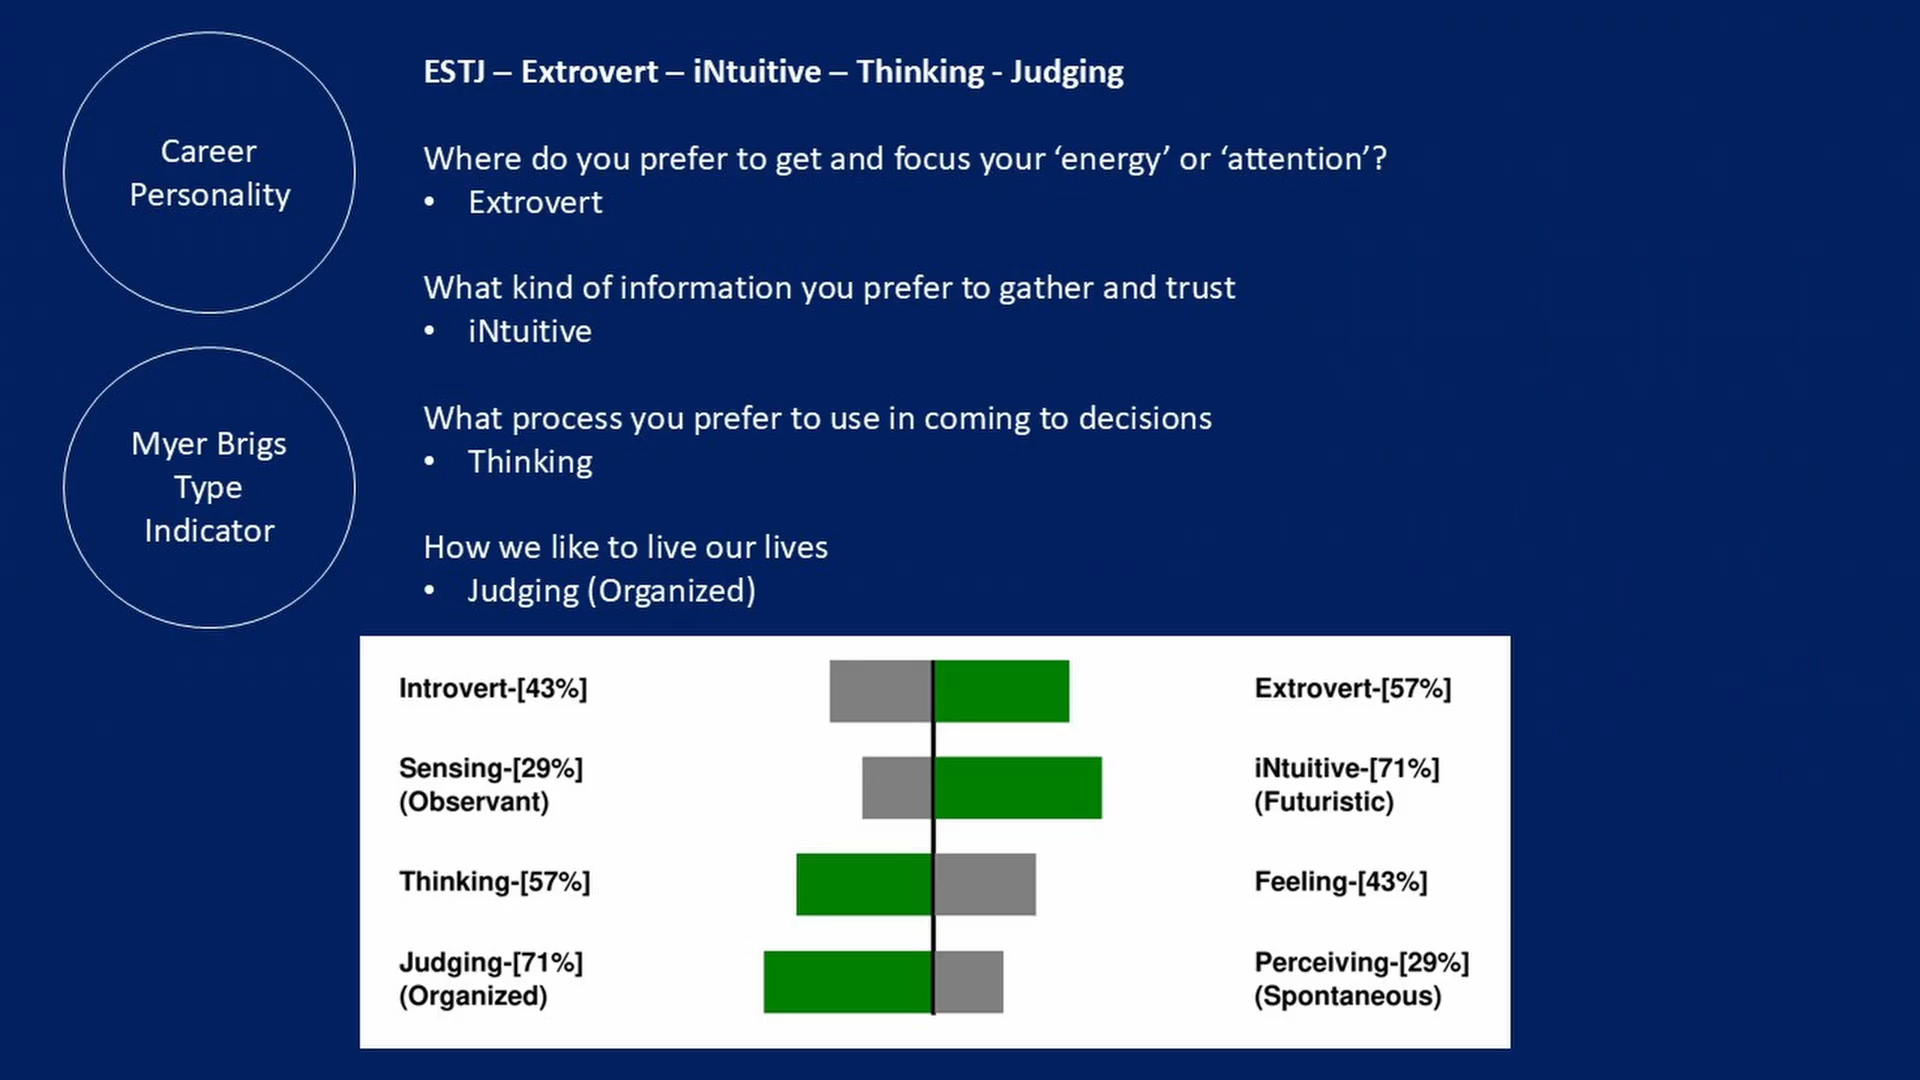 Career
Personality
Myer Brigs
Type
Indicator
ESTJ – Extrovert – iNtuitive – Thinking - Judging
Where do you prefer to get and focus your ‘energy’ or ‘attention’?
• Extrovert
What kind of information you prefer to gather and trust
• iNtuitive
What process you prefer to use in coming to decisions
• Thinking
How we like to live our lives
• Judging (Organized)
Introvert-[43%]
Extrovert-[57%]
Sensing-[29%]
(Observant)
iNtuitive-[71%]
(Futuristic)
Thinking-[57%]
Feeling-[43%]
Judging-[71%]
(Organized)
Perceiving-[29%]
(Spontaneous)